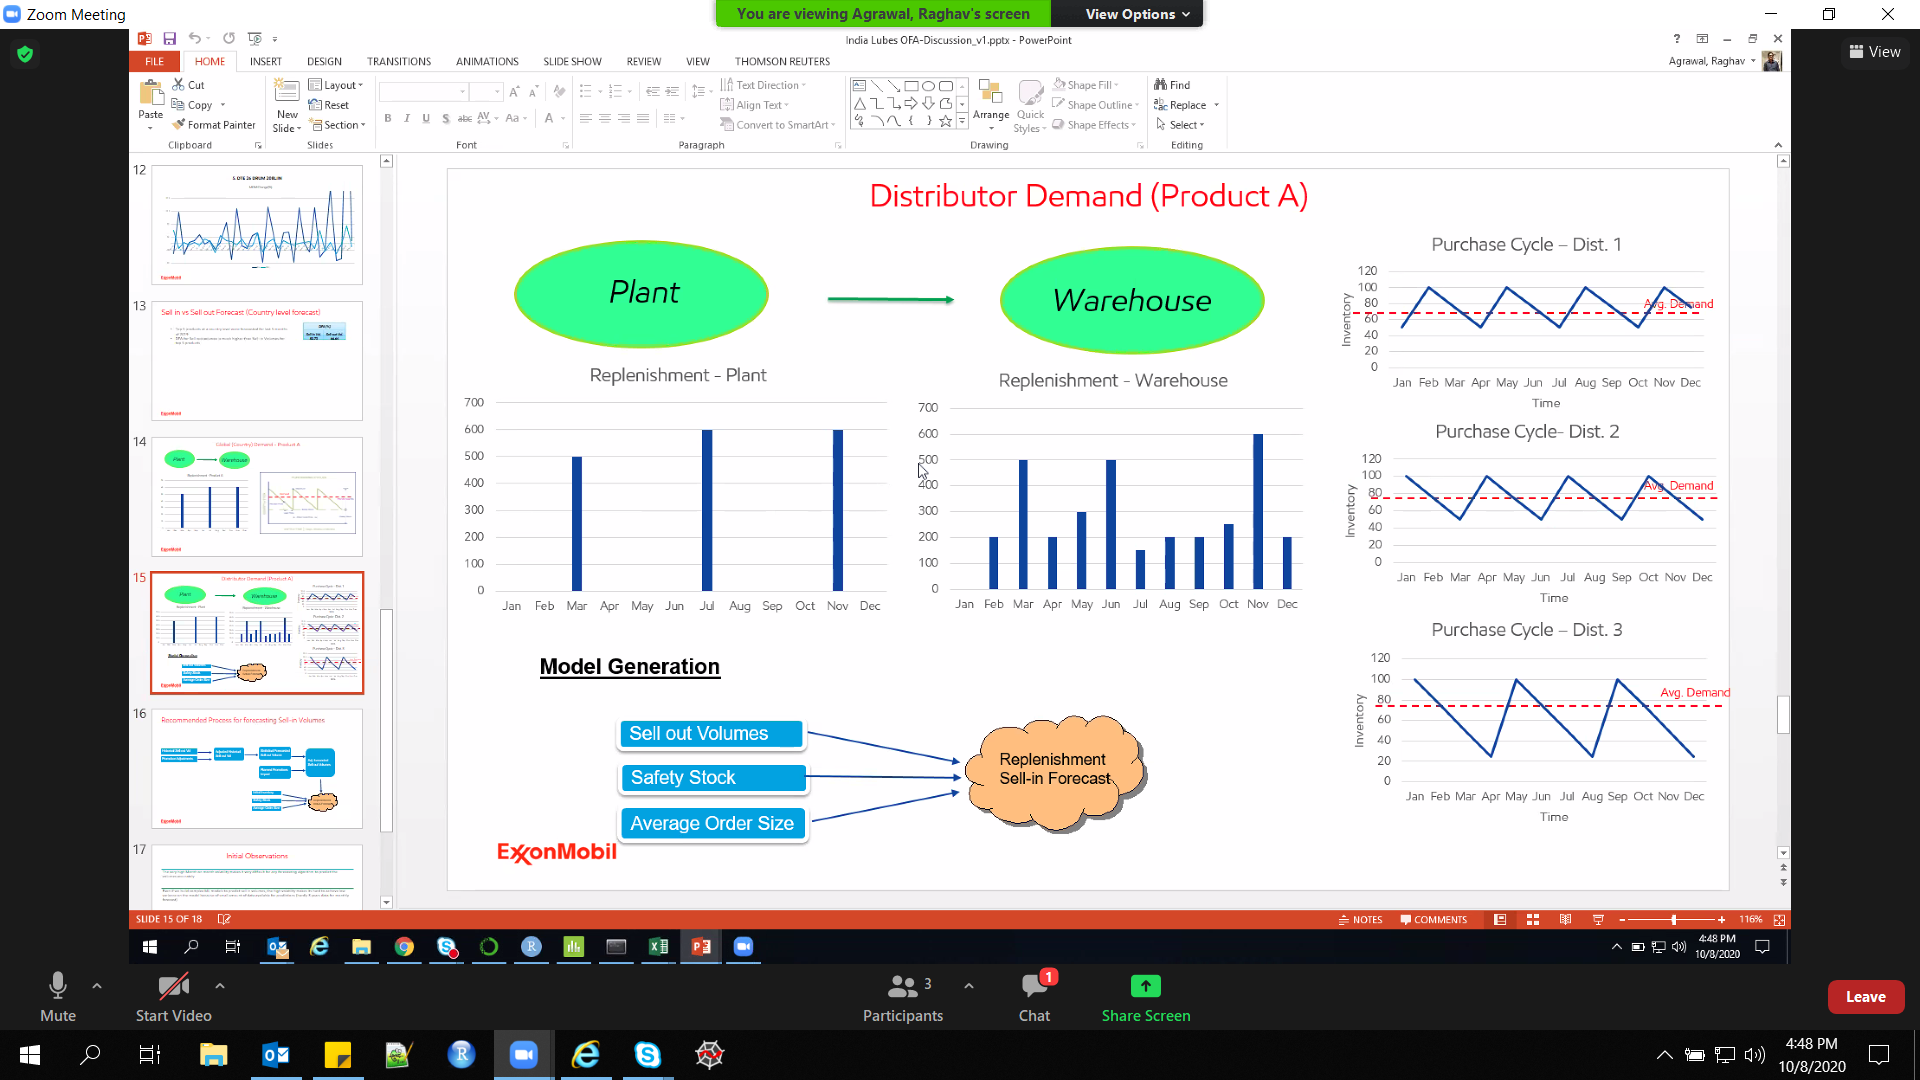 Zoom Meeting
You are viewing Agrawal, Raghav's screen
View Options
View
India Lubes OFA-Discussion_v1.pptx - PowerPoint
FILE HOME INSERT DESIGN TRANSITIONS ANIMATIONS SLIDE SHOW REVIEW VIEW THOMSON REUTERS
Agrawal, Raghav
Paste
Cut
Copy
Format Painter
Clipboard
New
Slide
Layout
Reset
Section
Slides
B I U S abc AV Aa A
Font
Text Direction
Align Text
Convert to SmartArt
Paragraph
Arrange
Quick
Styles
Shape Fill
Shape Outline
Shape Effects
Drawing
Find
Replace
Select
Editing
12
ExxonMobil
13
Sell in vs Sell out Forecast (Country level forecast)
ExxonMobil
14
Global (Country) Demand - Product A
Plant
Warehouse
ExxonMobil
15
Distributor Demand (Product A)
Plant
Warehouse
Model Generation
ExxonMobil
16
Recommended Process for forecasting Sell-in Volumes
ExxonMobil
17
Initial Observations
Distributor Demand (Product A)
Plant
Warehouse
Replenishment - Plant
700
600
500
400
300
200
100
0
Jan Feb Mar Apr May Jun Jul Aug Sep Oct Nov Dec
Replenishment - Warehouse
700
600
500
400
300
200
100
0
Jan Feb Mar Apr May Jun Jul Aug Sep Oct Nov Dec
Purchase Cycle – Dist. 1
Inventory
120
100
80
60
40
20
0
Avg. Demand
Jan Feb Mar Apr May Jun Jul Aug Sep Oct Nov Dec
Time
Purchase Cycle- Dist. 2
Inventory
120
100
80
60
40
20
0
Avg. Demand
Jan Feb Mar Apr May Jun Jul Aug Sep Oct Nov Dec
Time
Purchase Cycle – Dist. 3
Inventory
120
100
80
60
40
20
0
Avg. Demand
Jan Feb Mar Apr May Jun Jul Aug Sep Oct Nov Dec
Time
Model Generation
Sell out Volumes
Safety Stock
Average Order Size
Replenishment
Sell-in Forecast
ExxonMobil
SLIDE 15 OF 18
NOTES
COMMENTS
116%
4:48 PM
10/8/2020
Mute
Start Video
3
Participants
1
Chat
Share Screen
Leave
4:48 PM
10/8/2020